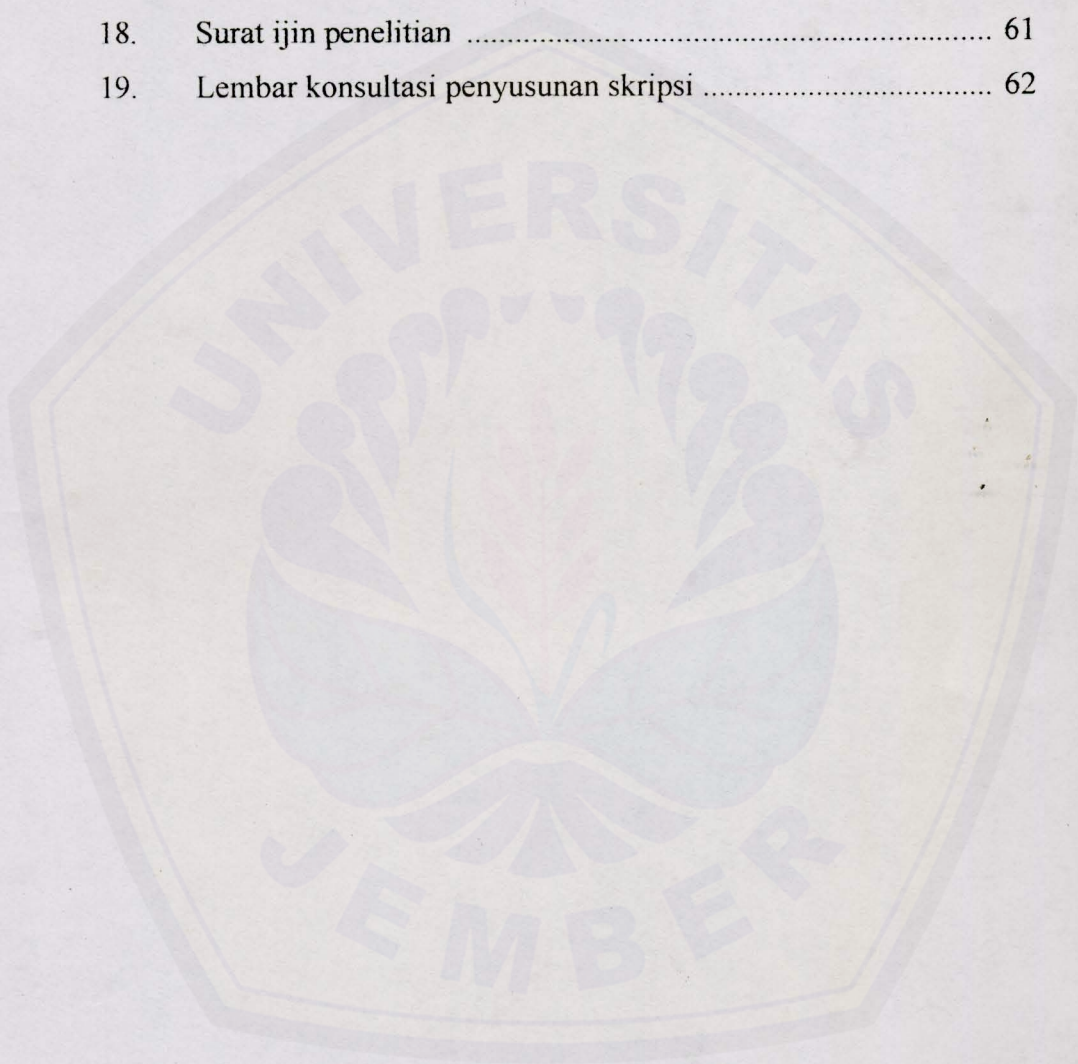 18. Surat ijin penelitian ........................................................................ 61
19. Lembar konsultasi penyusunan skripsi .................................. 62
UNIVERSITAS
JEMBER